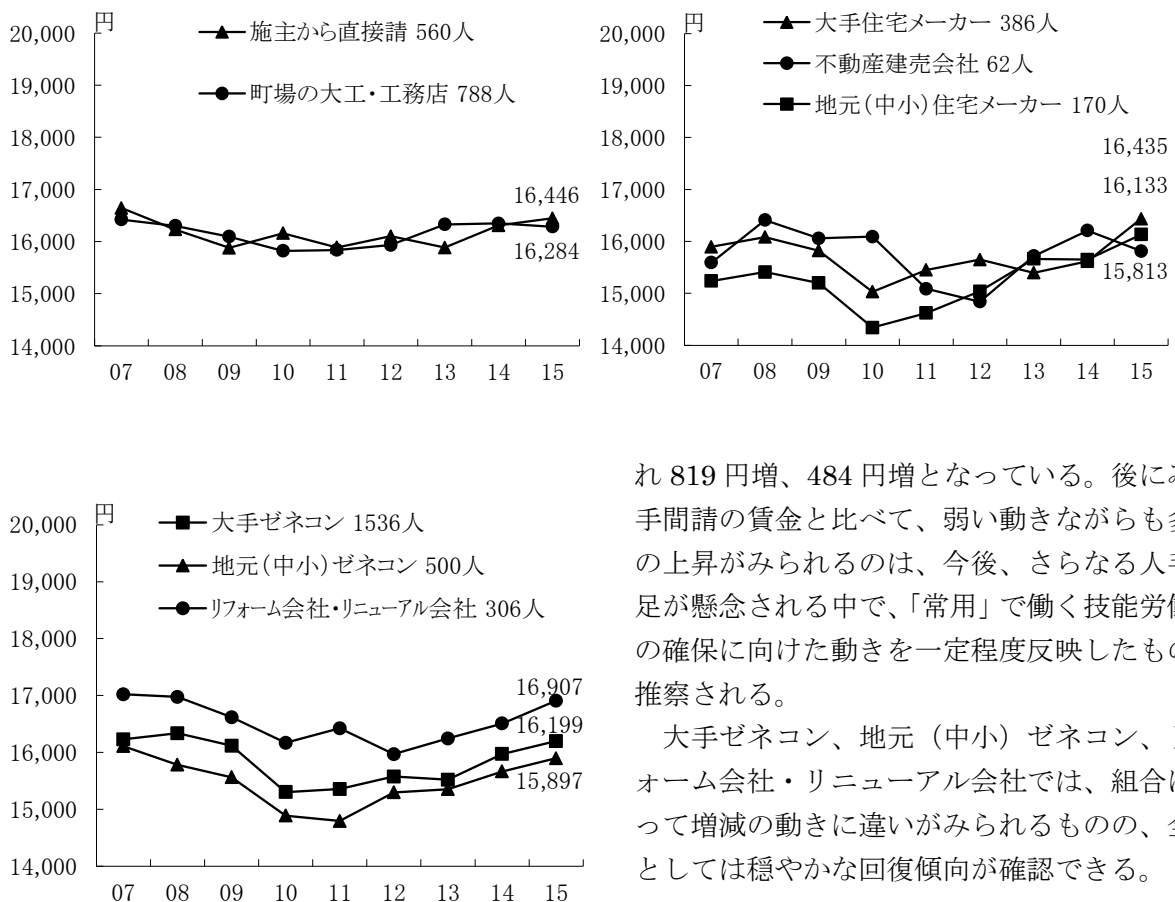 円
20,000
19,000
18,000
17,000
16,000
15,000
14,000
施主から直接請 560人
町場の大工・工務店 788人
16,446
16,284
07 08 09 10 11 12 13 14 15
円
20,000
19,000
18,000
17,000
16,000
15,000
14,000
大手住宅メーカー 386人
不動産建売会社 62人
地元(中小)住宅メーカー 170人
16,435
16,133
15,813
07 08 09 10 11 12 13 14 15
円
20,000
19,000
18,000
17,000
16,000
15,000
14,000
大手ゼネコン 1536人
地元(中小)ゼネコン 500人
リフォーム会社・リニューアル会社 306人
16,907
16,199
15,897
07 08 09 10 11 12 13 14 15
れ 819 円増、484 円増となっている。後にみ
手間請の賃金と比べて、弱い動きながらも
の上昇がみられるのは、今後、さらなる人手
足が懸念される中で、「常用」で働く技能労働
の確保に向けた動きを一定程度反映したもの
推察される。
大手ゼネコン、地元（中小）ゼネコン、
ォーム会社・リニューアル会社では、組合に
って増減の動きに違いがみられるものの、全
としては穏やかな回復傾向が確認できる。